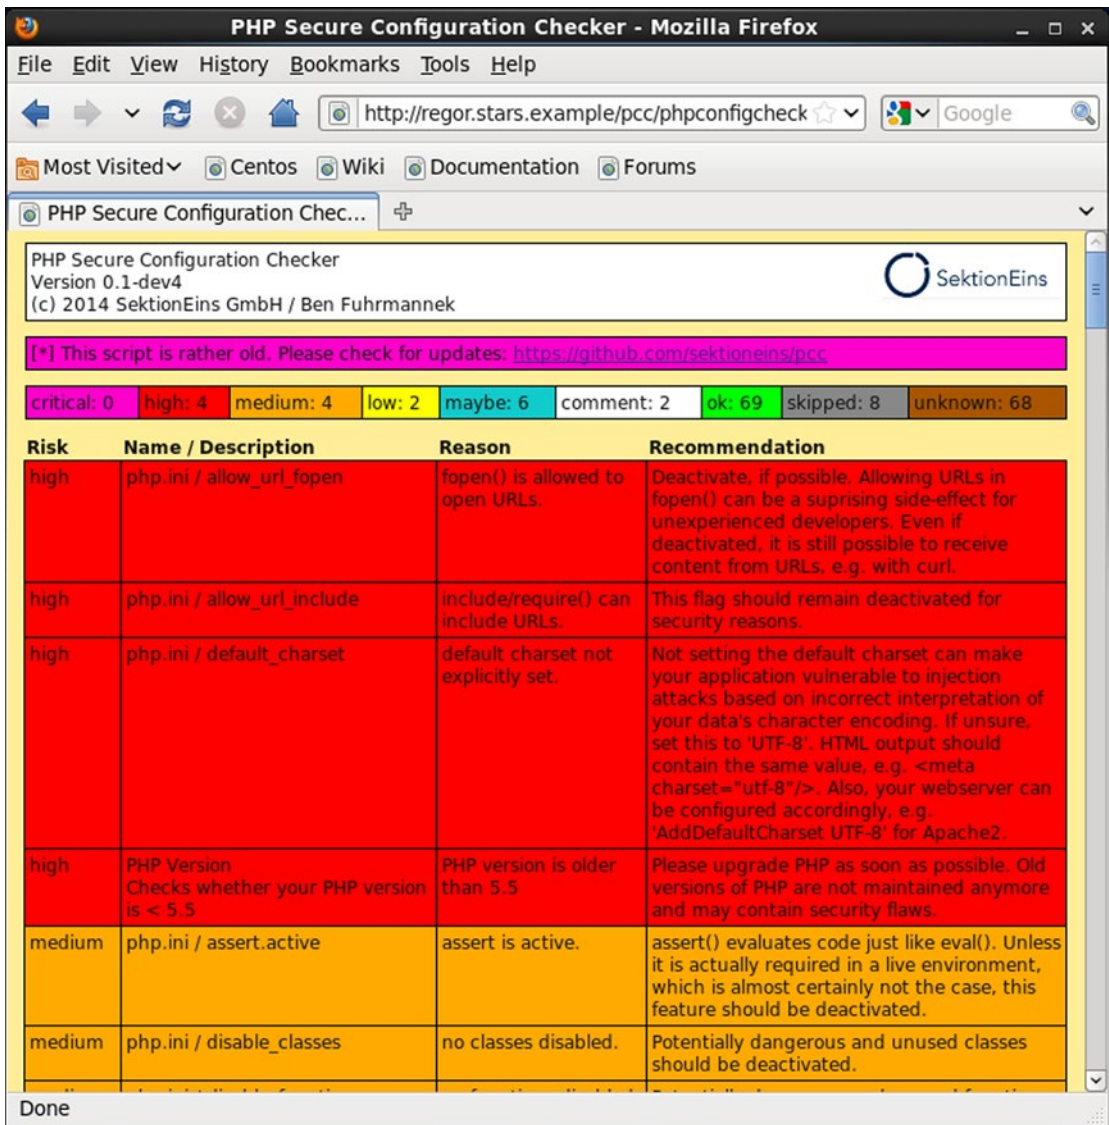 PHP Secure Configuration Checker - Mozilla Firefox
File Edit View History Bookmarks Tools Help
http://regor.stars.example/pcc/phpconfigcheck
Google
Most Visited Centos Wiki Documentation Forums
PHP Secure Configuration Chec...
PHP Secure Configuration Checker
Version 0.1-dev4
(c) 2014 SektionEins GmbH / Ben Fuhrmannek
SektionEins
[*] This script is rather old. Please check for updates: https://github.com/sektioneins/pcc
critical: 0 high: 4 medium: 4 low: 2 maybe: 6 comment: 2 ok: 69 skipped: 8 unknown: 68
Risk Name / Description Reason Recommendation
high php.ini / allow_url_fopen fopen() is allowed to Deactivate, if possible. Allowing URLs in
open URLs. fopen() can be a suprising side-effect for
unexperienced developers. Even if
deactivated, it is still possible to receive
content from URLs, e.g. with curl.
high php.ini / allow_url_include include/require() can This flag should remain deactivated for
include URLs. security reasons.
high php.ini / default_charset default charset not Not setting the default charset can make
explicitly set. your application vulnerable to injection
attacks based on incorrect interpretation of
your data's character encoding. If unsure,
set this to 'UTF-8'. HTML output should
contain the same value, e.g. <meta
charset="utf-8"/>. Also, your webserver can
be configured accordingly, e.g.
'AddDefaultCharset UTF-8' for Apache2.
high PHP Version PHP version is older Please upgrade PHP as soon as possible. Old
Checks whether your PHP version than 5.5 versions of PHP are not maintained anymore
is < 5.5 and may contain security flaws.
medium php.ini / assert.active assert is active. assert() evaluates code just like eval(). Unless
it is actually required in a live environment,
which is almost certainly not the case, this
feature should be deactivated.
medium php.ini / disable_classes no classes disabled. Potentially dangerous and unused classes
should be deactivated.
Done